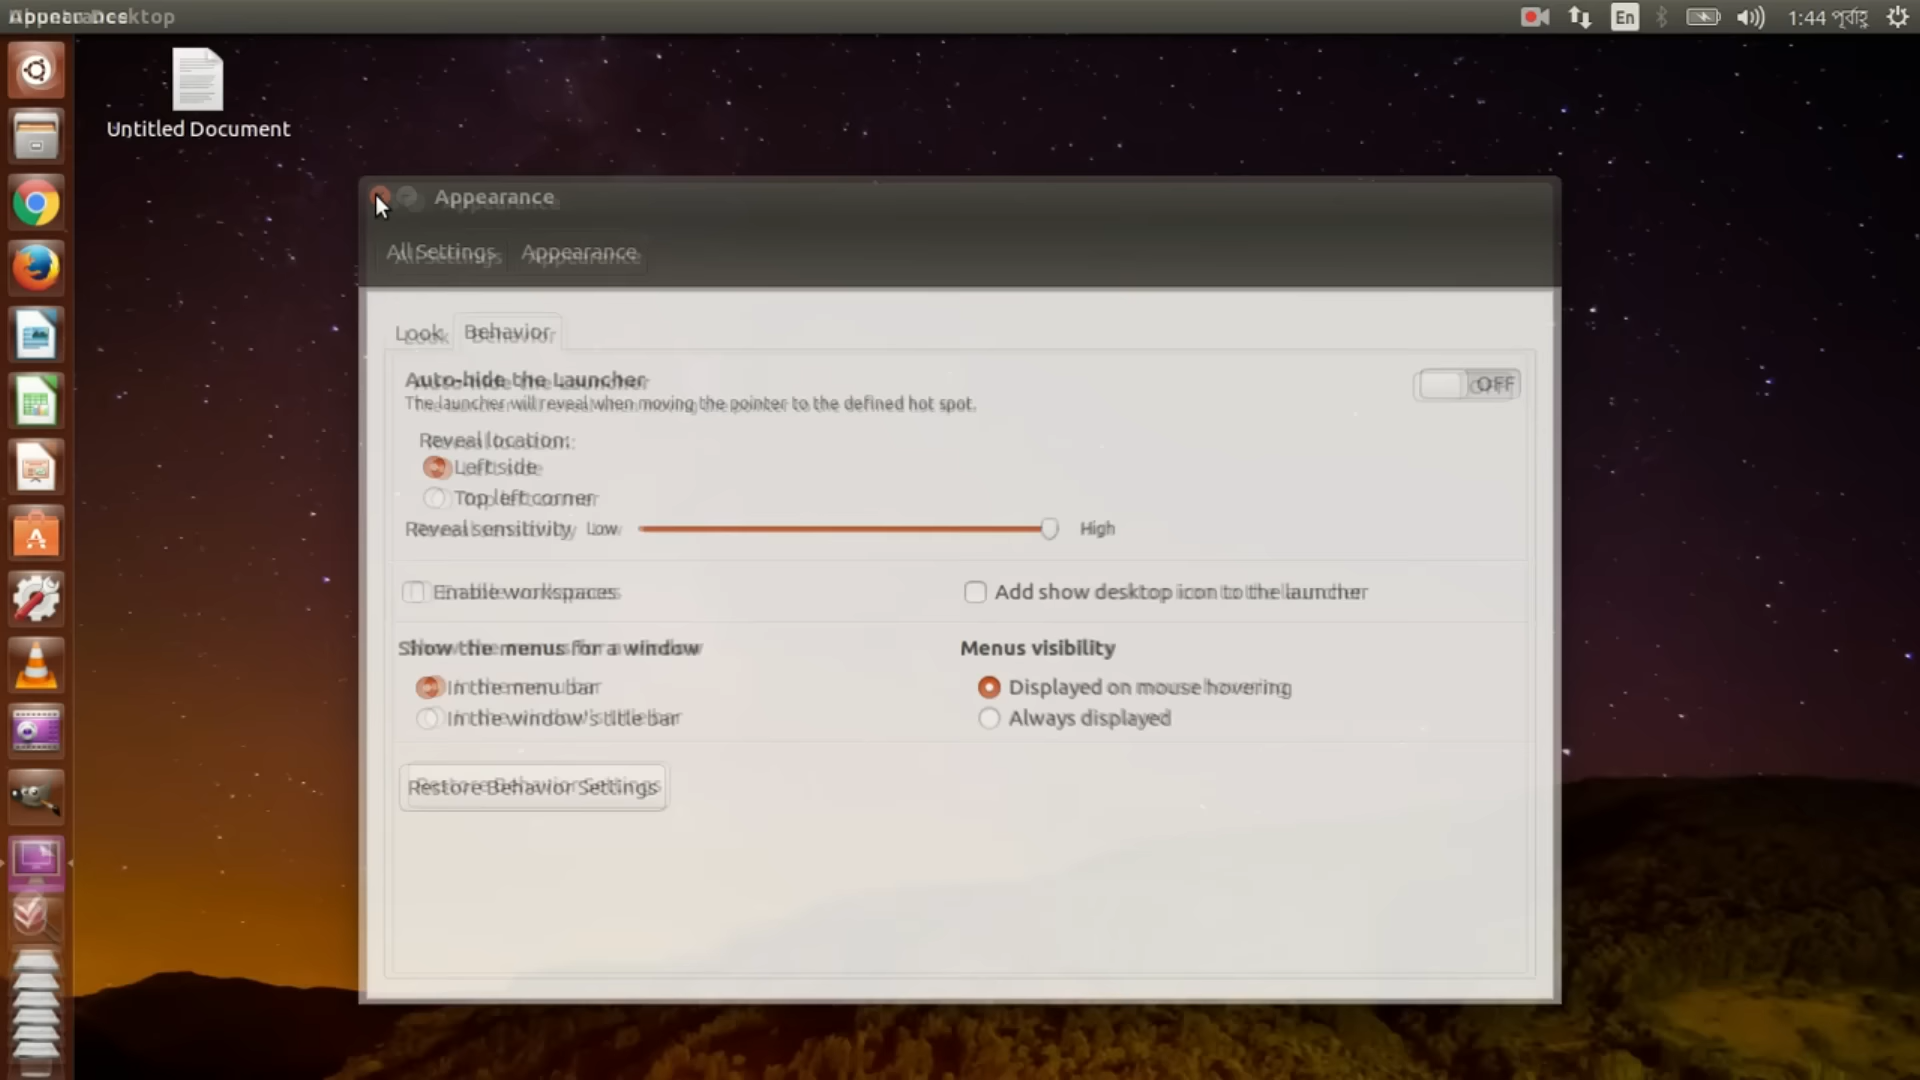 Appearance
Desktop
En
1:44 পূর্বাহ্ণ
Untitled Document
Appearance
All Settings Appearance
Look Behavior
Auto-hide the Launcher
OFF
The launcher will reveal when moving the pointer to the defined hot spot.
Reveal location:
Left side
Top left corner
Reveal sensitivity Low High
Enable workspaces Add show desktop icon to the launcher
Show the menus for a window Menus visibility
In the menu bar Displayed on mouse hovering
In the window's title bar Always displayed
Restore Behavior Settings